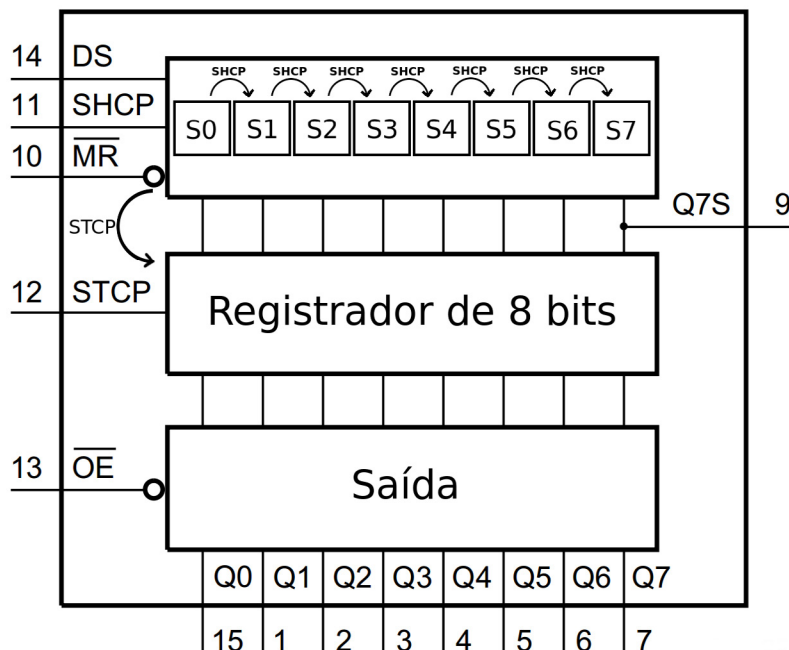 14 DS
SHCP SHCP SHCP SHCP SHCP SHCP SHCP
11 SHCP
S0 S1 S2 S3 S4 S5 S6 S7
10 MR
STCP
Q7S 9
12 STCP
Registrador de 8 bits
13 OE
Saída
Q0 Q1 Q2 Q3 Q4 Q5 Q6 Q7
15 1 2 3 4 5 6 7